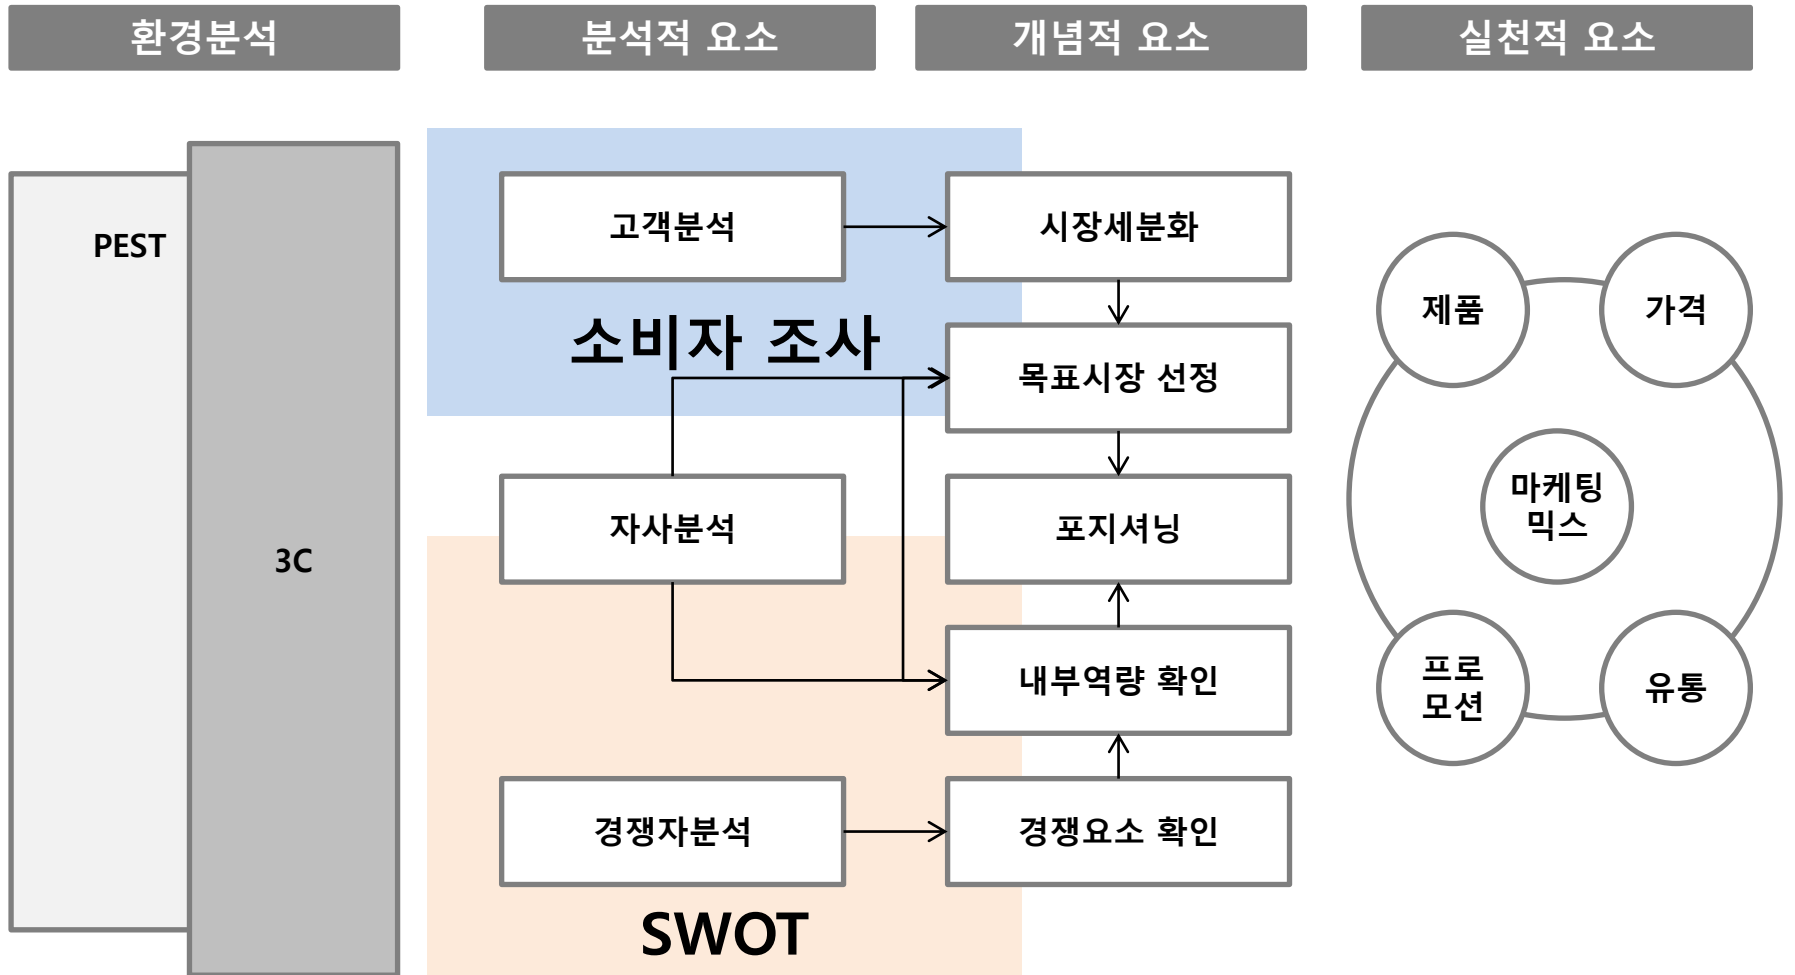 환경분석
분석적 요소
개념적 요소
실천적 요소
PEST
3C
고객분석
시장세분화
소비자 조사
목표시장 선정
자사분석
포지셔닝
내부역량 확인
경쟁자분석
경쟁요소 확인
SWOT
제품
가격
마케팅
믹스
프로
모션
유통